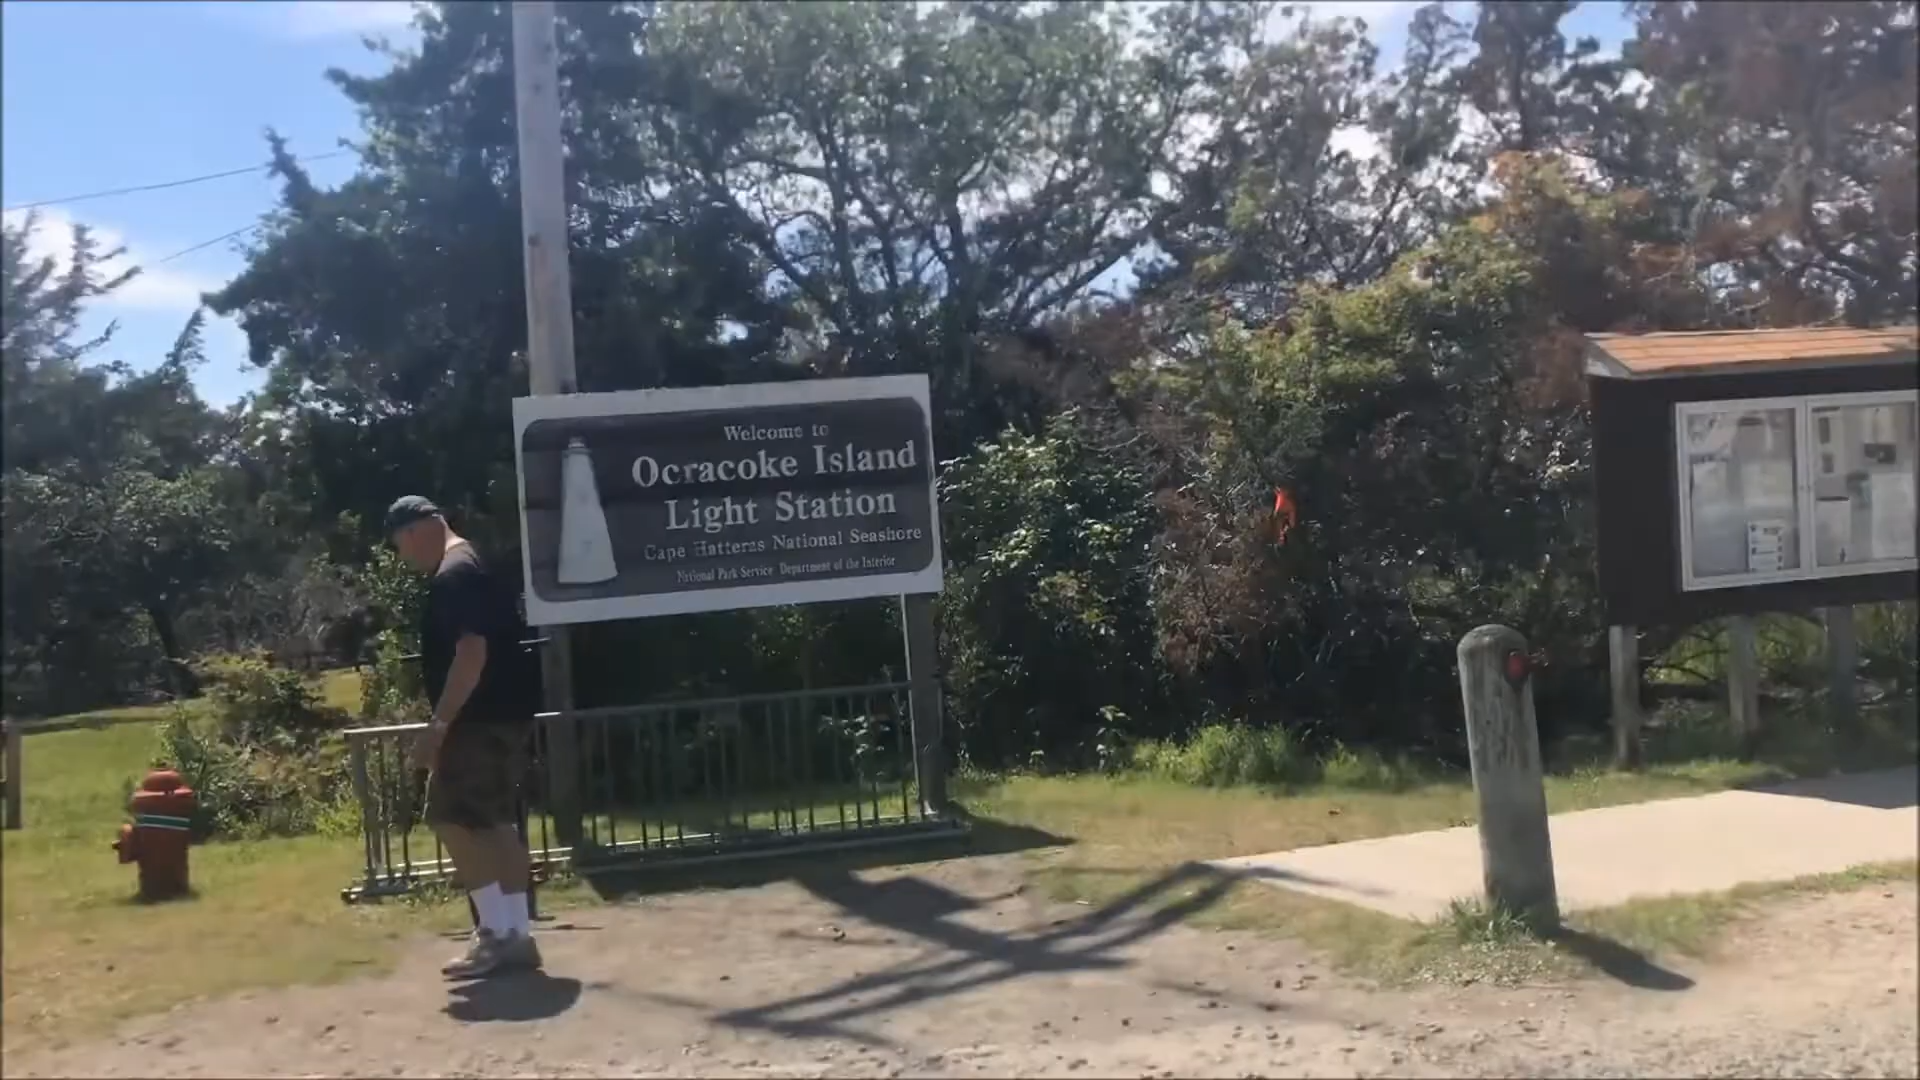 Welcome to
Ocracoke Island
Light Station
Cape Hatteras National Seashore
National Park Service Department of the Interior